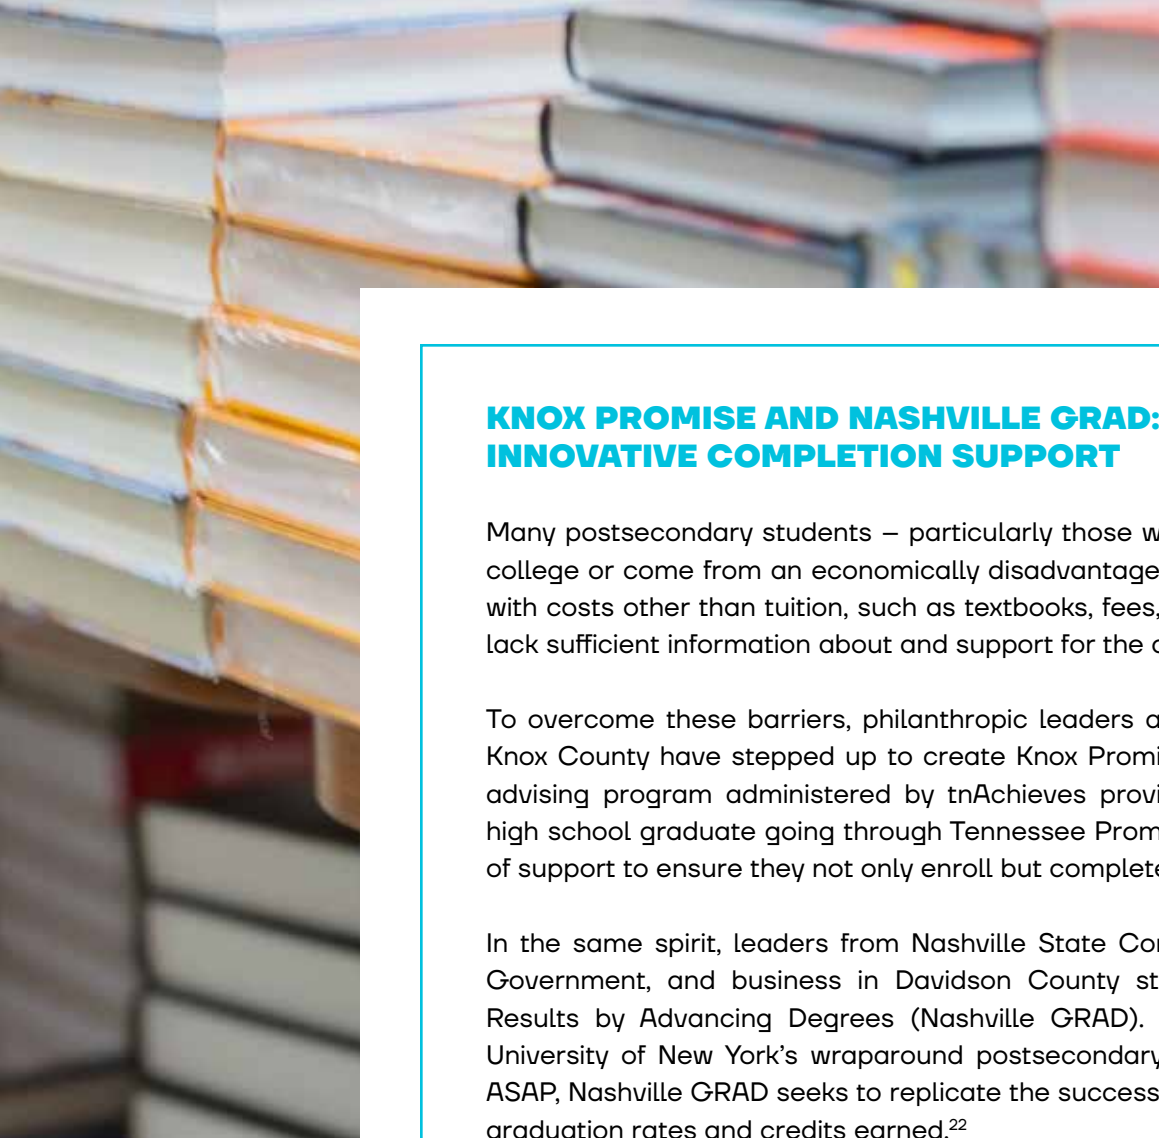 KNOX PROMISE AND NASHVILLE GRAD:
INNOVATIVE COMPLETION SUPPORT
Many postsecondary students – particularly those
college or come from an economically disadvantage
with costs other than tuition, such as textbooks, fees,
lack sufficient information about and support for the
To overcome these barriers, philanthropic leaders
Knox County have stepped up to create Knox Promi
advising program administered by tnAchieves provi
high school graduate going through Tennessee Prom
of support to ensure they not only enroll but complete
In the same spirit, leaders from Nashville State Co
Government, and business in Davidson County st
Results by Advancing Degrees (Nashville GRAD).
University of New York’s wraparound postsecondary
ASAP, Nashville GRAD seeks to replicate the success
graduation rates and credits earned.²²